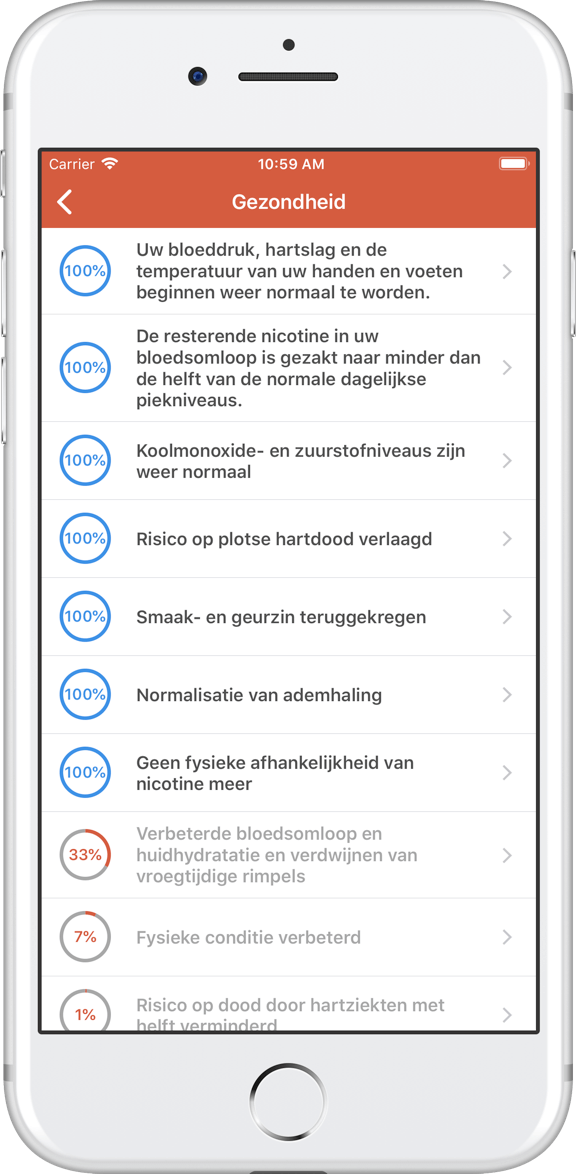 Carrier 10:59 AM
Gezondheid
100%
Uw bloeddruk, hartslag en de
temperatuur van uw handen en voeten
beginnen weer normaal te worden.
100%
De resterende nicotine in uw
bloedsomloop is gezakt naar minder dan
de helft van de normale dagelijkse
piekniveaus.
100%
Koolmonoxide- en zuurstofniveaus zijn
weer normaal
100%
Risico op plotse hartdood verlaagd
100%
Smaak- en geurzin teruggekregen
100%
Normalisatie van ademhaling
100%
Geen fysieke afhankelijkheid van
nicotine meer
33%
Verbeterde bloedsomloop en
huidhydratatie en verdwijnen van
vroegtijdige rimpels
7%
Fysieke conditie verbeterd
1%
Risico op dood door hartziekten met
helft verminderd